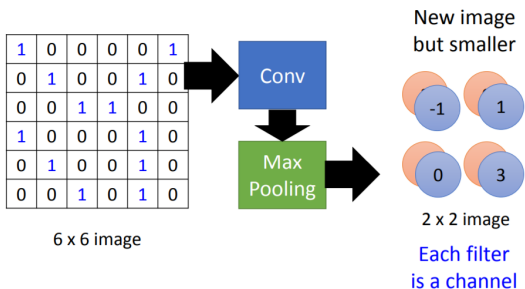 New image
but smaller
1 0 0 0 0 1
0 1 0 0 1 0
0 0 1 1 0 0
1 0 0 0 1 0
0 1 0 0 1 0
0 0 1 0 1 0
6 x 6 image
Conv
Max
Pooling
-1 1
0 3
2 x 2 image
Each filter
is a channel